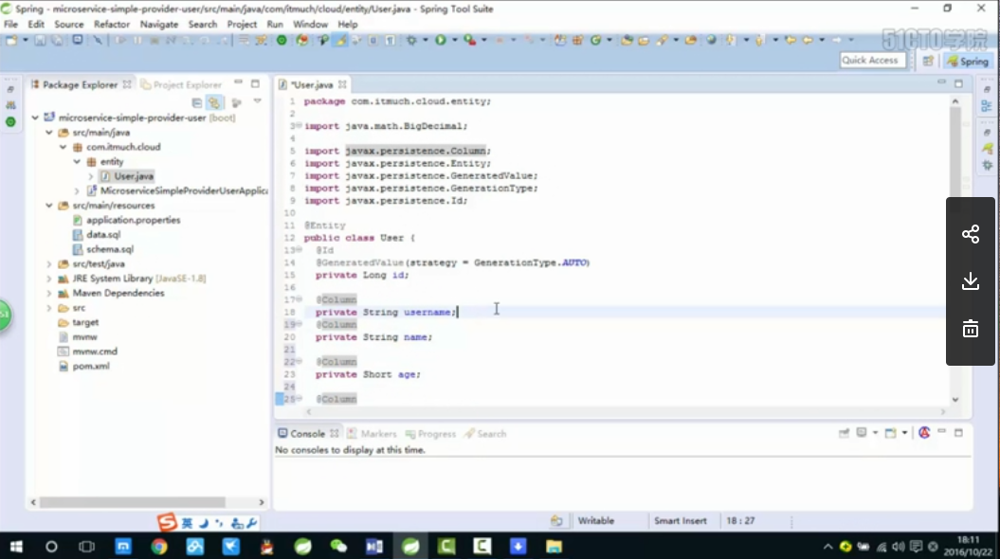 Spring - microservice-simple-provider-user/src/main/java/com/itmuch/cloud/entity/User.java - Spring Tool Suite
File Edit Source Refactor Navigate Search Project Run Window Help
51CTO学院
Quick Access
Spring
Package Explorer
Project Explorer
microservice-simple-provider-user [boot]
src/main/java
com.itmuch.cloud
entity
User.java
MicroserviceSimpleProviderUserApplica
src/main/resources
application.properties
data.sql
schema.sql
src/test/java
JRE System Library [JavaSE-1.8]
Maven Dependencies
src
target
mvnw
mvnw.cmd
pom.xml
*User.java
1 package com.itmuch.cloud.entity;
2
3 import java.math.BigDecimal;
4
5 import javax.persistence.Column;
6 import javax.persistence.Entity;
7 import javax.persistence.GeneratedValue;
8 import javax.persistence.GenerationType;
9 import javax.persistence.Id;
10
11 @Entity
12 public class User {
13 @Id
14 @GeneratedValue(strategy = GenerationType.AUTO)
15 private Long id;
16
17 @Column
18 private String username;
19 @Column
20 private String name;
21
22 @Column
23 private Short age;
24
25 @Column
Console Markers Progress Search
No consoles to display at this time.
英
Writable Smart Insert 18 : 27
18:11
2016/10/22